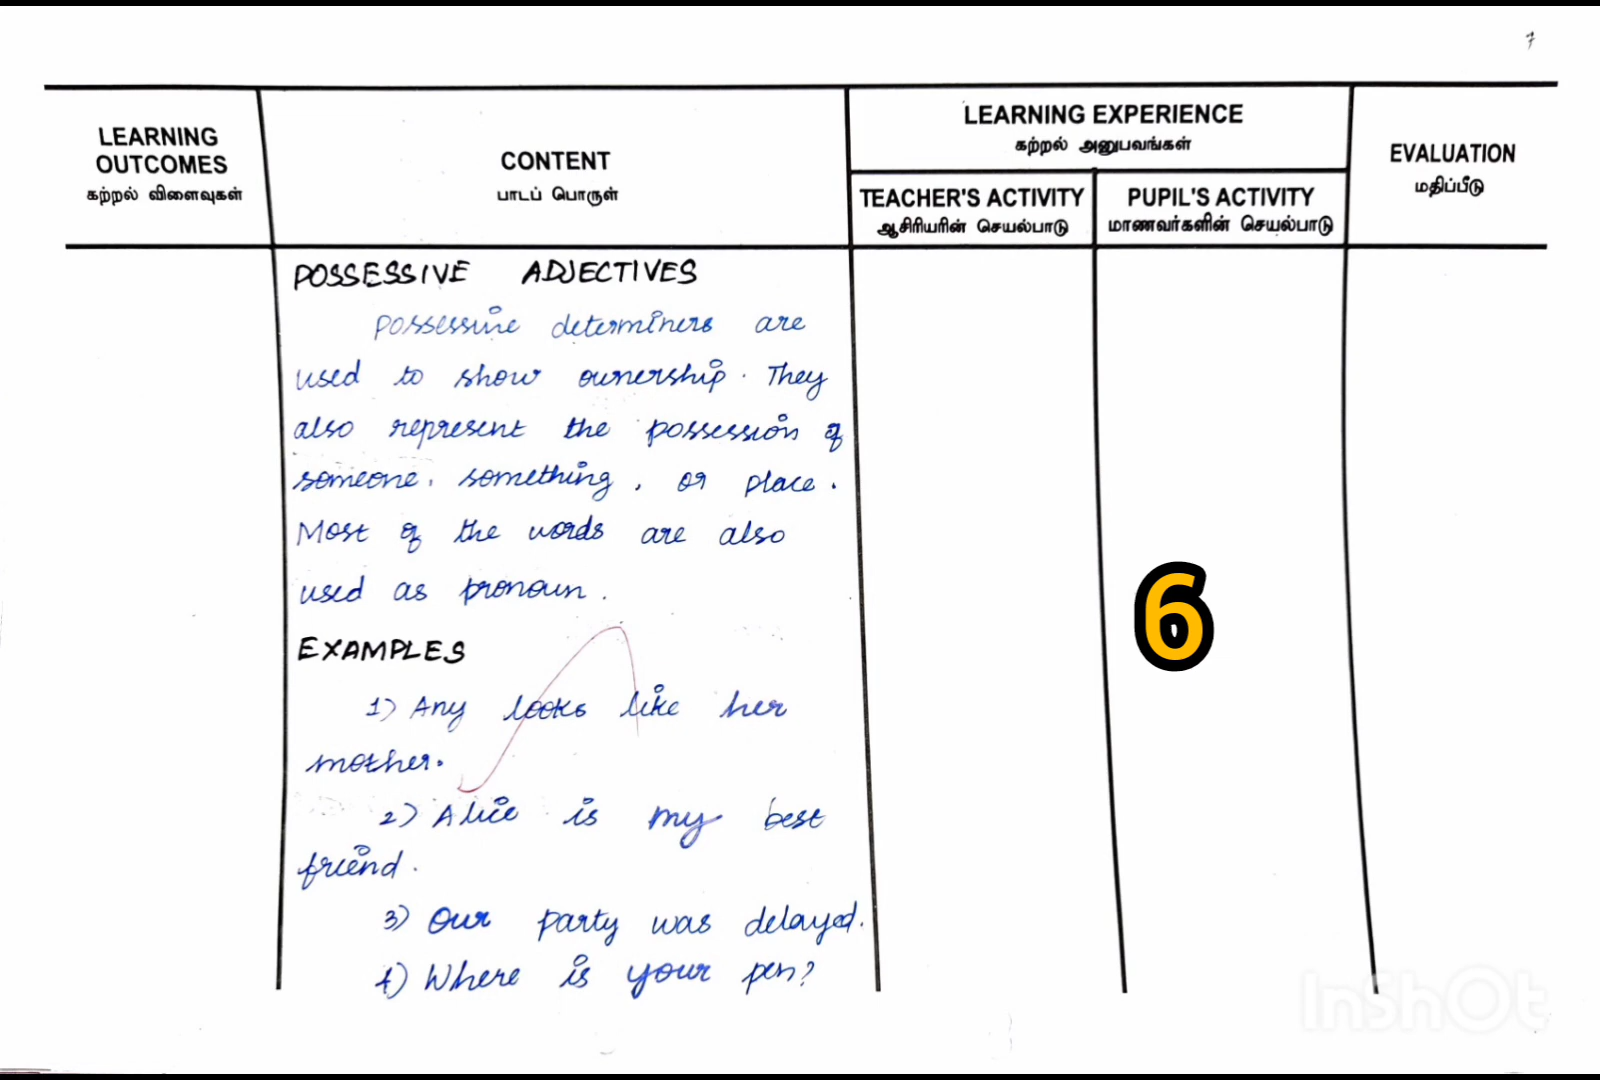 7
LEARNING
OUTCOMES
கற்றல் விளைவுகள்
CONTENT
பாடப் பொருள்
LEARNING EXPERIENCE
கற்றல் அனுபவங்கள்
TEACHER'S ACTIVITY
ஆசிரியரின் செயல்பாடு
PUPIL'S ACTIVITY
மாணவர்களின் செயல்பாடு
EVALUATION
மதிப்பீடு
POSSESSIVE ADJECTIVES
Possessive determiners are
used to show ownership. They
also represent the possession of
someone, something, or place.
Most of the words are also
used as pronoun.
EXAMPLES
1) Any looks like her
mother.
2) Alice is my best
friend.
3) Our party was delayed.
4) Where is your pen?
6
InShOt